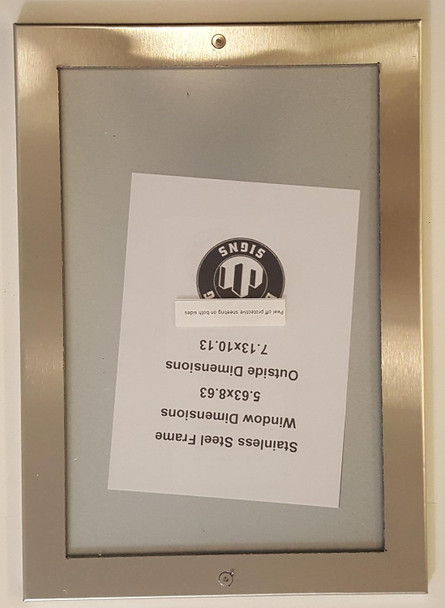 Stainless Steel Frame
Window Dimensions
5.63x8.63
Outside Dimensions
7.13x10.13
Peel off protective sheeting on both sides
SIGNS